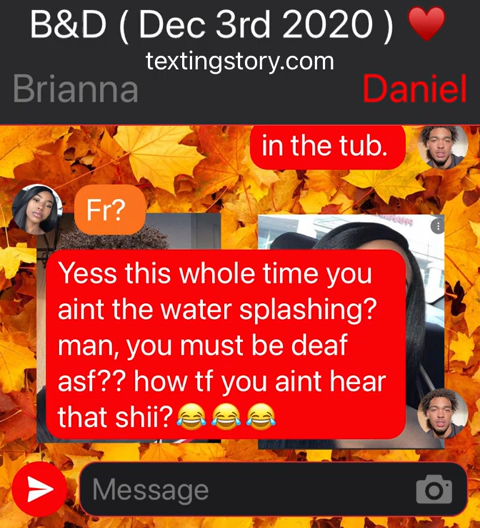 B&D ( Dec 3rd 2020 ) ♥️
textingstory.com
Brianna Daniel
in the tub.
Fr?
Yess this whole time you
aint the water splashing?
man, you must be deaf
asf?? how tf you aint hear
that shii?😂😂😂
Message